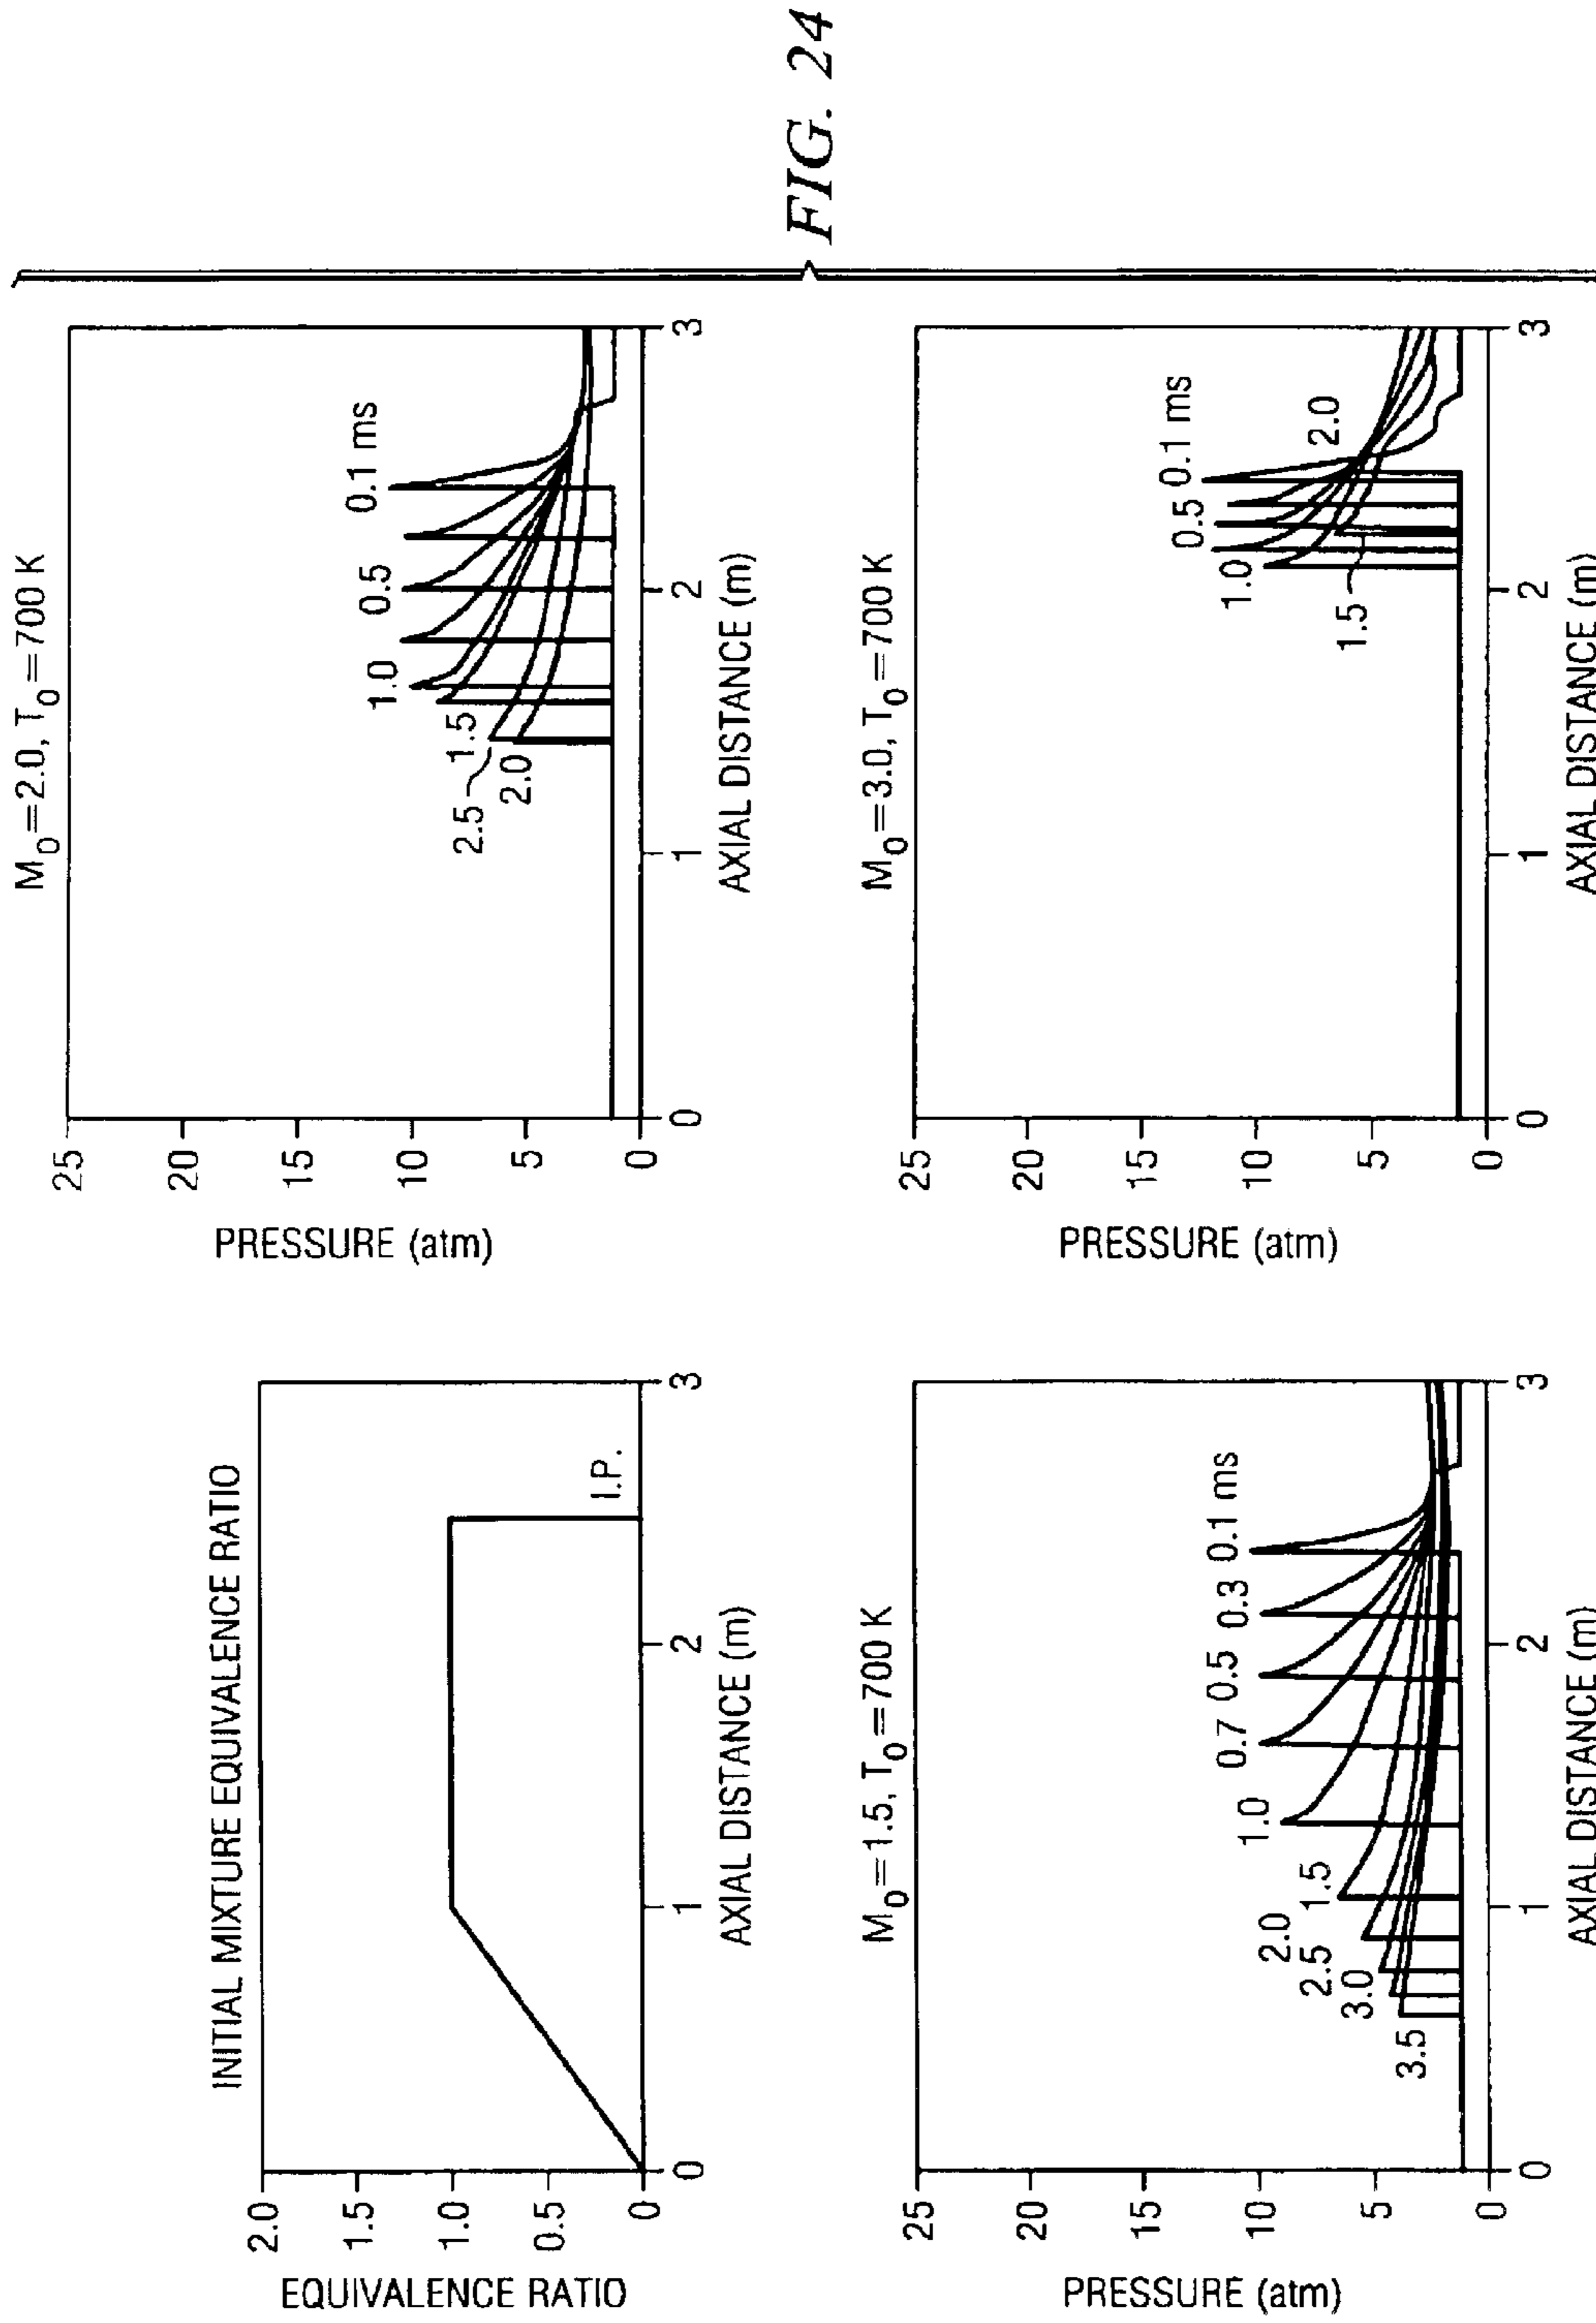 INITIAL MIXTURE EQUIVALENCE RATIO
EQUIVALENCE RATIO
2.0
1.5
1.0
0.5
0
I.P.
0 1 2 3
AXIAL DISTANCE (m)
M0=2.0, T0=700 K
PRESSURE (atm)
25
20
15
10
5
0
2.5
2.0
1.5
1.0
0.5
0.1 ms
0 1 2 3
AXIAL DISTANCE (m)
M0=1.5, T0=700 K
PRESSURE (atm)
25
20
15
10
5
0
3.5
3.0
2.5
2.0
1.5
1.0
0.7
0.5
0.3
0.1 ms
0 1 2 3
AXIAL DISTANCE (m)
M0=3.0, T0=700 K
PRESSURE (atm)
25
20
15
10
5
0
1.5
1.0
0.5
0.1 ms
2.0
0 1 2 3
AXIAL DISTANCE (m)
FIG. 24